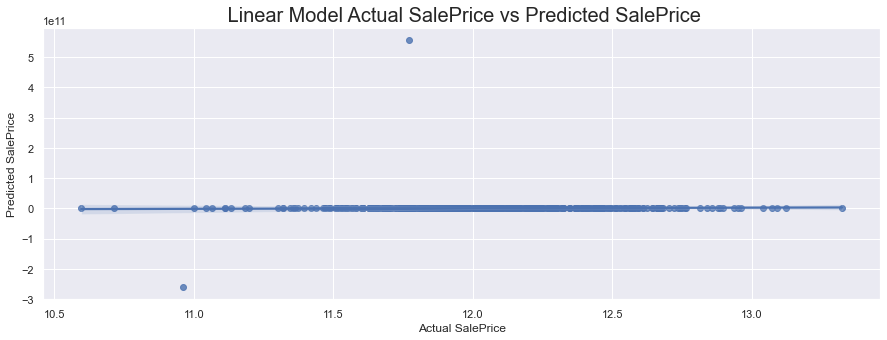 Linear Model Actual SalePrice vs Predicted SalePrice
1e11
5
4
3
2
1
0
−1
−2
−3
Predicted SalePrice
10.5 11.0 11.5 12.0 12.5 13.0
Actual SalePrice